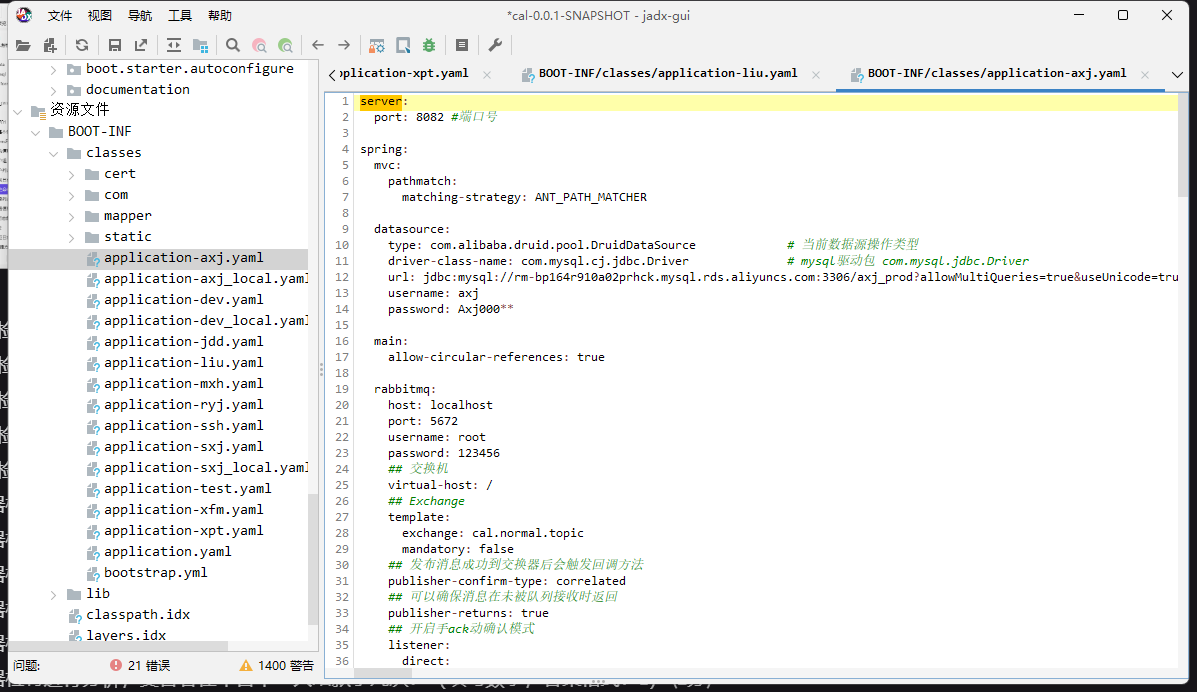 文件 视图 导航 工具 帮助
*cal-0.0.1-SNAPSHOT - jadx-gui
boot.starter.autoconfigure
documentation
资源文件
BOOT-INF
classes
cert
com
mapper
static
application-axj.yaml
application-axj_local.yaml
application-dev.yaml
application-dev_local.yaml
application-jdd.yaml
application-liu.yaml
application-mxh.yaml
application-ryj.yaml
application-ssh.yaml
application-sxj.yaml
application-sxj_local.yaml
application-test.yaml
application-xfm.yaml
application-xpt.yaml
application.yaml
bootstrap.yml
lib
classpath.idx
layers.idx
问题: 21 错误 1400 警告
pplication-xpt.yaml BOOT-INF/classes/application-liu.yaml BOOT-INF/classes/application-axj.yaml
1 server:
2 port: 8082 #端口号
3
4 spring:
5 mvc:
6 pathmatch:
7 matching-strategy: ANT_PATH_MATCHER
8
9 datasource:
10 type: com.alibaba.druid.pool.DruidDataSource # 当前数据源操作类型
11 driver-class-name: com.mysql.cj.jdbc.Driver # mysql驱动包 com.mysql.jdbc.Driver
12 url: jdbc:mysql://rm-bp164r910a02prhck.mysql.rds.aliyuncs.com:3306/axj_prod?allowMultiQueries=true&useUnicode=tru
13 username: axj
14 password: Axj000**
15
16 main:
17 allow-circular-references: true
18
19 rabbitmq:
20 host: localhost
21 port: 5672
22 username: root
23 password: 123456
24 ## 交换机
25 virtual-host: /
26 ## Exchange
27 template:
28 exchange: cal.normal.topic
29 mandatory: false
30 ## 发布消息成功到交换器后会触发回调方法
31 publisher-confirm-type: correlated
32 ## 可以确保消息在未被队列接收时返回
33 publisher-returns: true
34 ## 开启手ack动确认模式
35 listener:
36 direct: